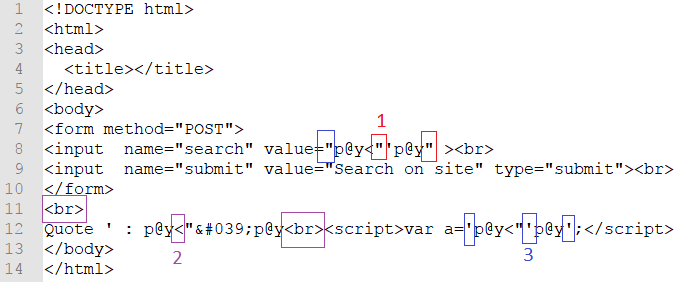 1 <!DOCTYPE html>
2 <html>
3 <head>
4 <title></title>
5 </head>
6 <body>
1
7 <form method="POST">
8 <input  name="search" value="p@y<"'p@y" ><br>
9 <input  name="submit" value="Search on site" type="submit"><br>
10 </form>
11 <br>
12 Quote ' : p@y<"&#039;p@y<br><script>var a='p@y<"'p@y';</script>
13 </body>
2 3
14 </html>